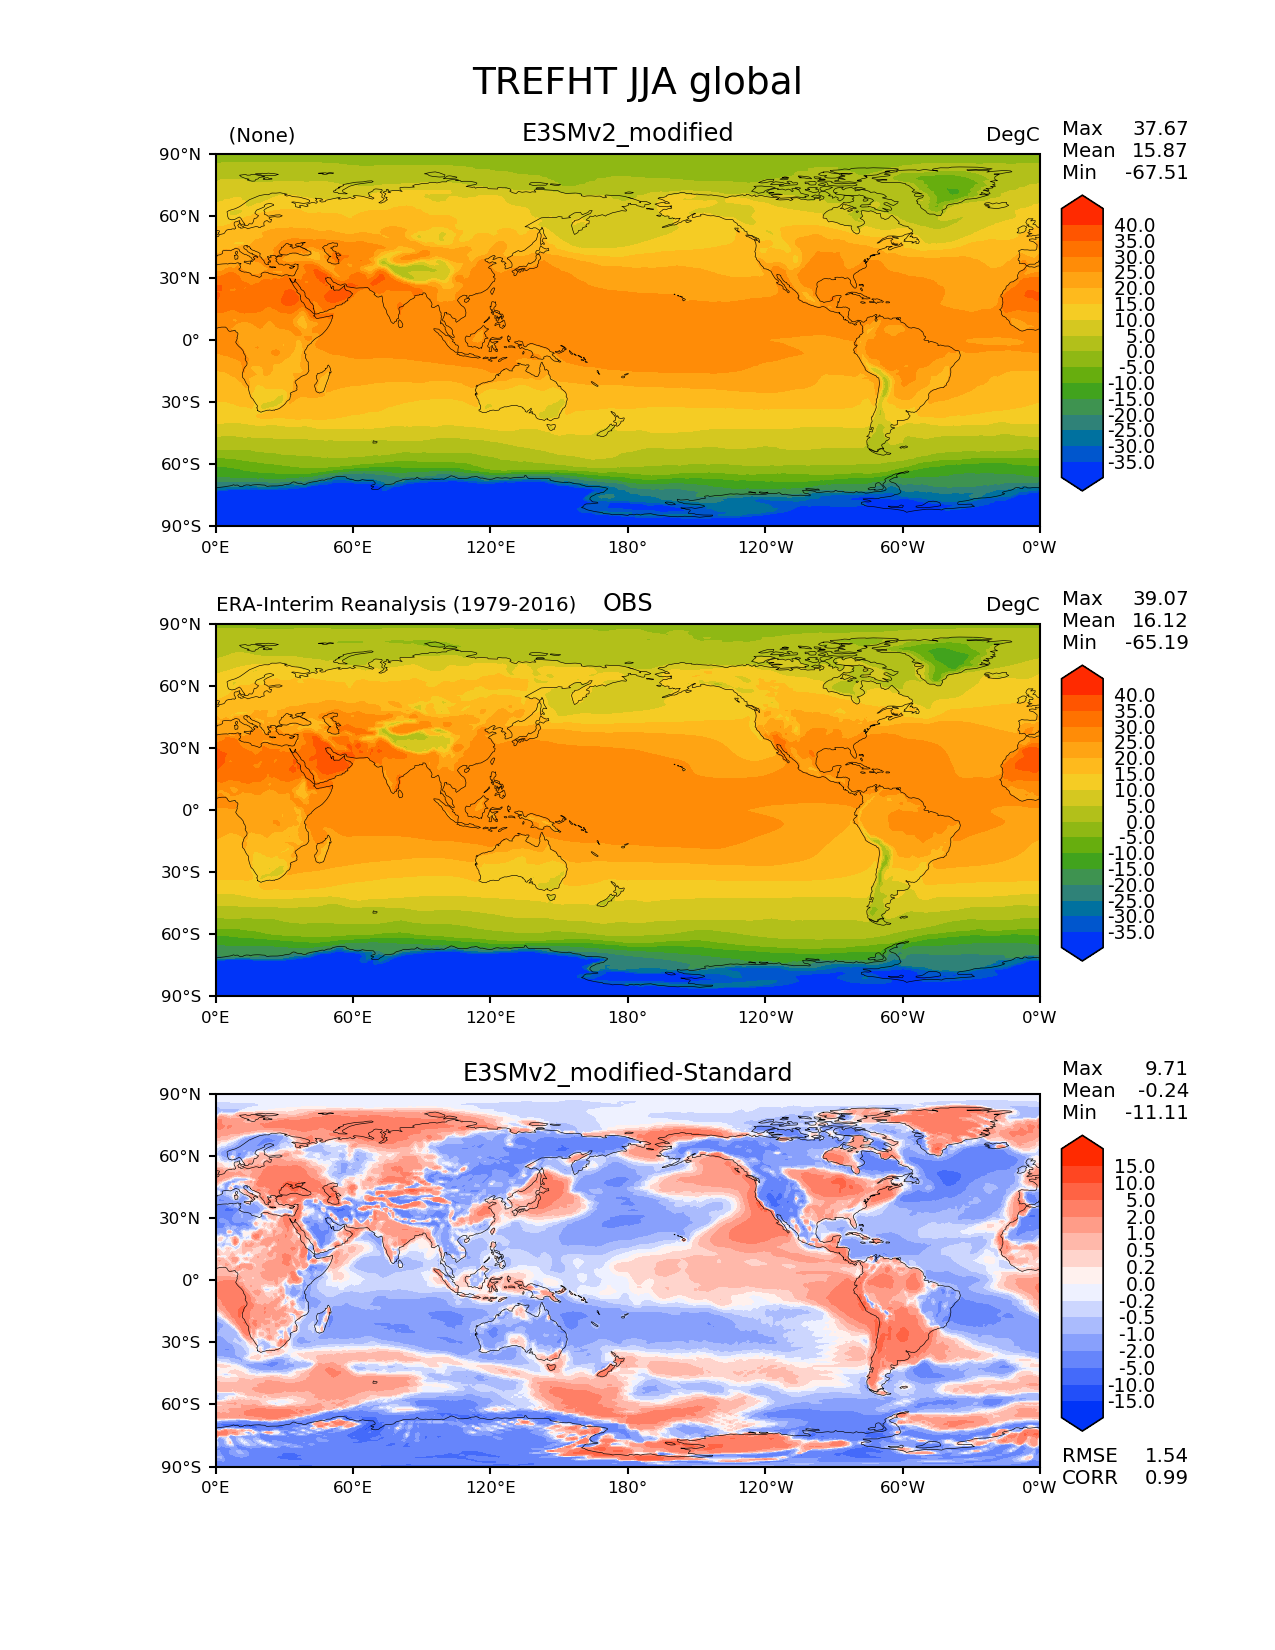 TREFHT JJA global
(None) E3SMv2_modified DegC
Max 37.67
Mean 15.87
Min -67.51
90°N
60°N
30°N
0°
30°S
60°S
90°S
0°E 60°E 120°E 180° 120°W 60°W 0°W
40.0
35.0
30.0
25.0
20.0
15.0
10.0
5.0
0.0
-5.0
-10.0
-15.0
-20.0
-25.0
-30.0
-35.0
ERA-Interim Reanalysis (1979-2016) OBS DegC
Max 39.07
Mean 16.12
Min -65.19
90°N
60°N
30°N
0°
30°S
60°S
90°S
0°E 60°E 120°E 180° 120°W 60°W 0°W
40.0
35.0
30.0
25.0
20.0
15.0
10.0
5.0
0.0
-5.0
-10.0
-15.0
-20.0
-25.0
-30.0
-35.0
E3SMv2_modified-Standard
Max 9.71
Mean -0.24
Min -11.11
90°N
60°N
30°N
0°
30°S
60°S
90°S
0°E 60°E 120°E 180° 120°W 60°W 0°W
15.0
10.0
5.0
2.0
1.0
0.5
0.2
0.0
-0.2
-0.5
-1.0
-2.0
-5.0
-10.0
-15.0
RMSE 1.54
CORR 0.99